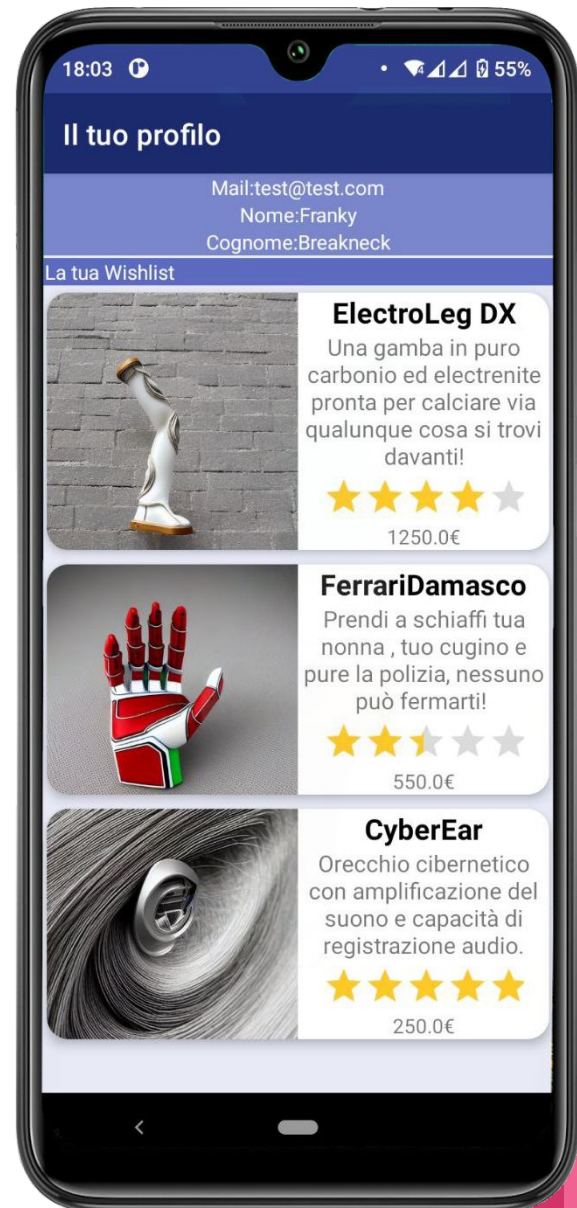 18:03 55%
Il tuo profilo
Mail:test@test.com
Nome:Franky
Cognome:Breakneck
La tua Wishlist
ElectroLeg DX
Una gamba in puro
carbonio ed electrenite
pronta per calciare via
qualunque cosa si trovi
davanti!
1250.0€
FerrariDamasco
Prendi a schiaffi tua
nonna , tuo cugino e
pure la polizia, nessuno
può fermarti!
550.0€
CyberEar
Orecchio cibernetico
con amplificazione del
suono e capacità di
registrazione audio.
250.0€